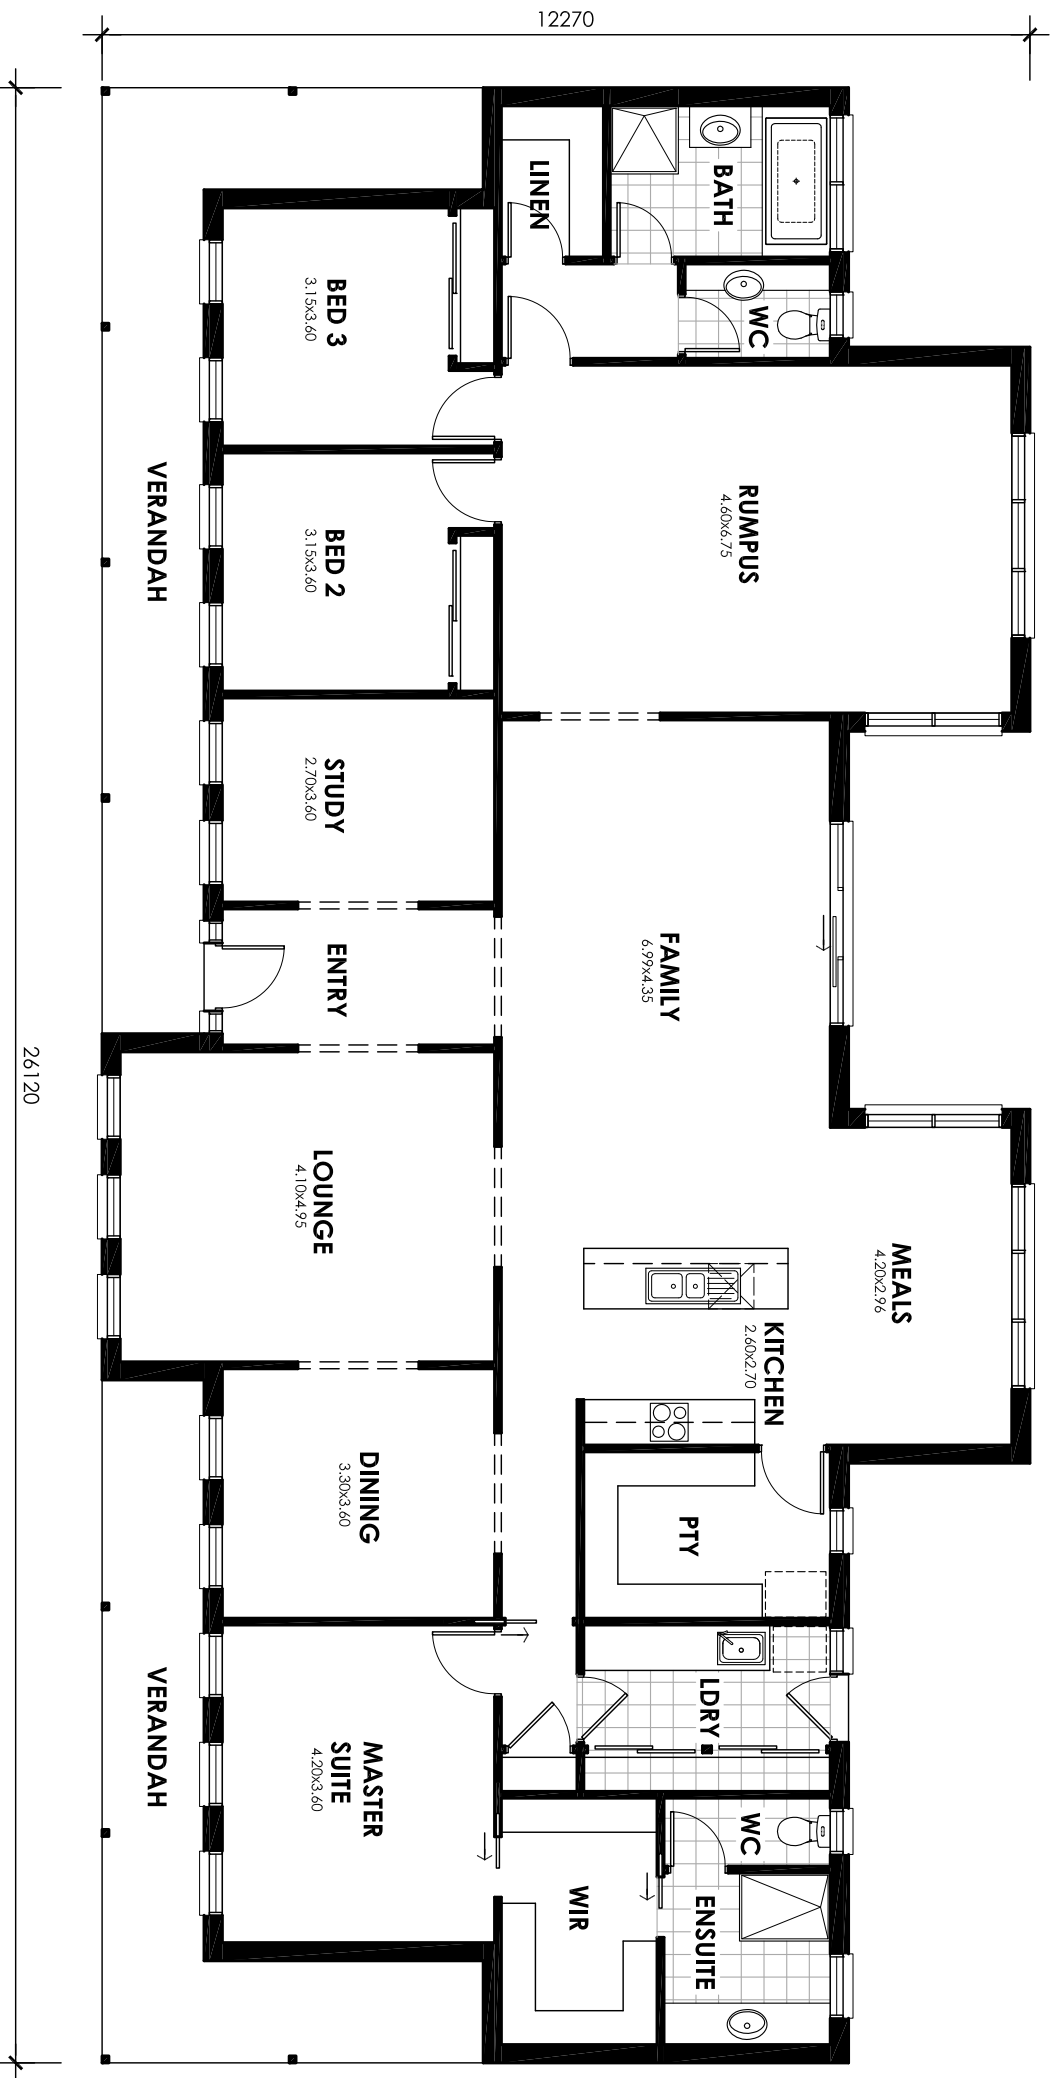 12270
26120
BATH
LINEN
WC
BED 3
3.15x3.60
RUMPUS
4.60x6.75
VERANDAH
BED 2
3.15x3.60
STUDY
2.70x3.60
FAMILY
6.99x4.35
ENTRY
LOUNGE
4.10x4.95
MEALS
4.20x2.96
KITCHEN
2.60x2.70
DINING
3.30x3.60
PTY
LDRY
VERANDAH
MASTER
SUITE
4.20x3.60
WC
WIR
ENSUITE